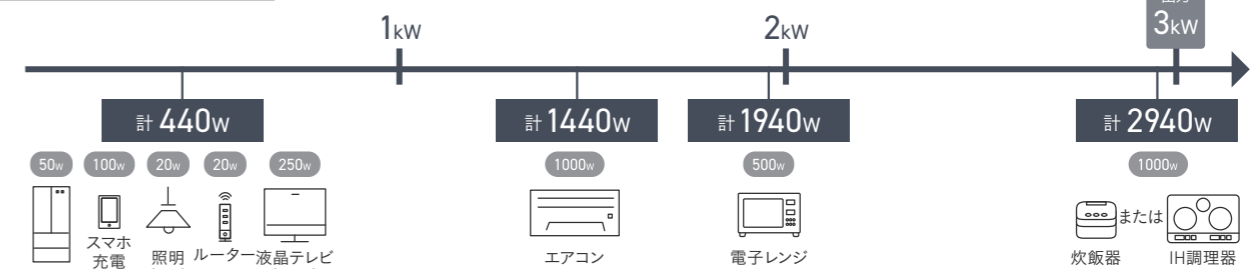 1kW
2kW
3kW
計 440W
計 1440W
計 1940W
計 2940W
50w
100w
20w
20w
250w
1000w
500w
1000w
スマホ
充電
照明
ルーター
液晶テレビ
エアコン
電子レンジ
炊飯器
または
IH調理器